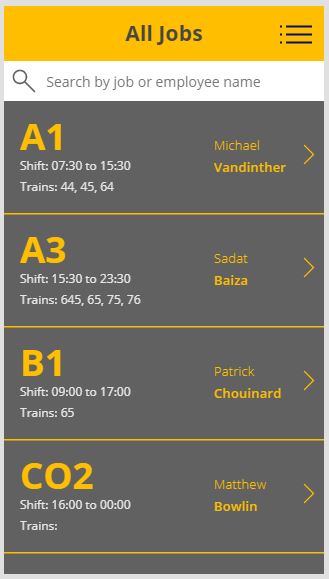 All Jobs
Search by job or employee name
A1
Michael
Shift: 07:30 to 15:30
Vandinther
Trains: 44, 45, 64
A3
Sadat
Shift: 15:30 to 23:30
Baiza
Trains: 645, 65, 75, 76
B1
Patrick
Shift: 09:00 to 17:00
Chouinard
Trains: 65
CO2
Matthew
Shift: 16:00 to 00:00
Bowlin
Trains: